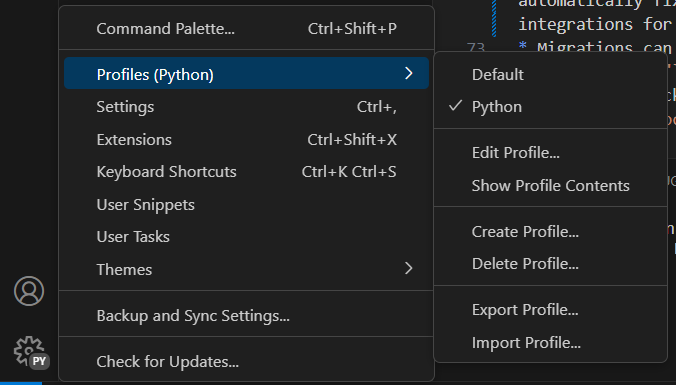 automatically fix
integrations for
73
* Migrations can
Command Palette... Ctrl+Shift+P
Profiles (Python)
Settings Ctrl+,
Extensions Ctrl+Shift+X
Keyboard Shortcuts Ctrl+K Ctrl+S
User Snippets
User Tasks
Themes
Backup and Sync Settings...
Check for Updates...
Default
Python
Edit Profile...
Show Profile Contents
Create Profile...
Delete Profile...
Export Profile...
Import Profile...
PY